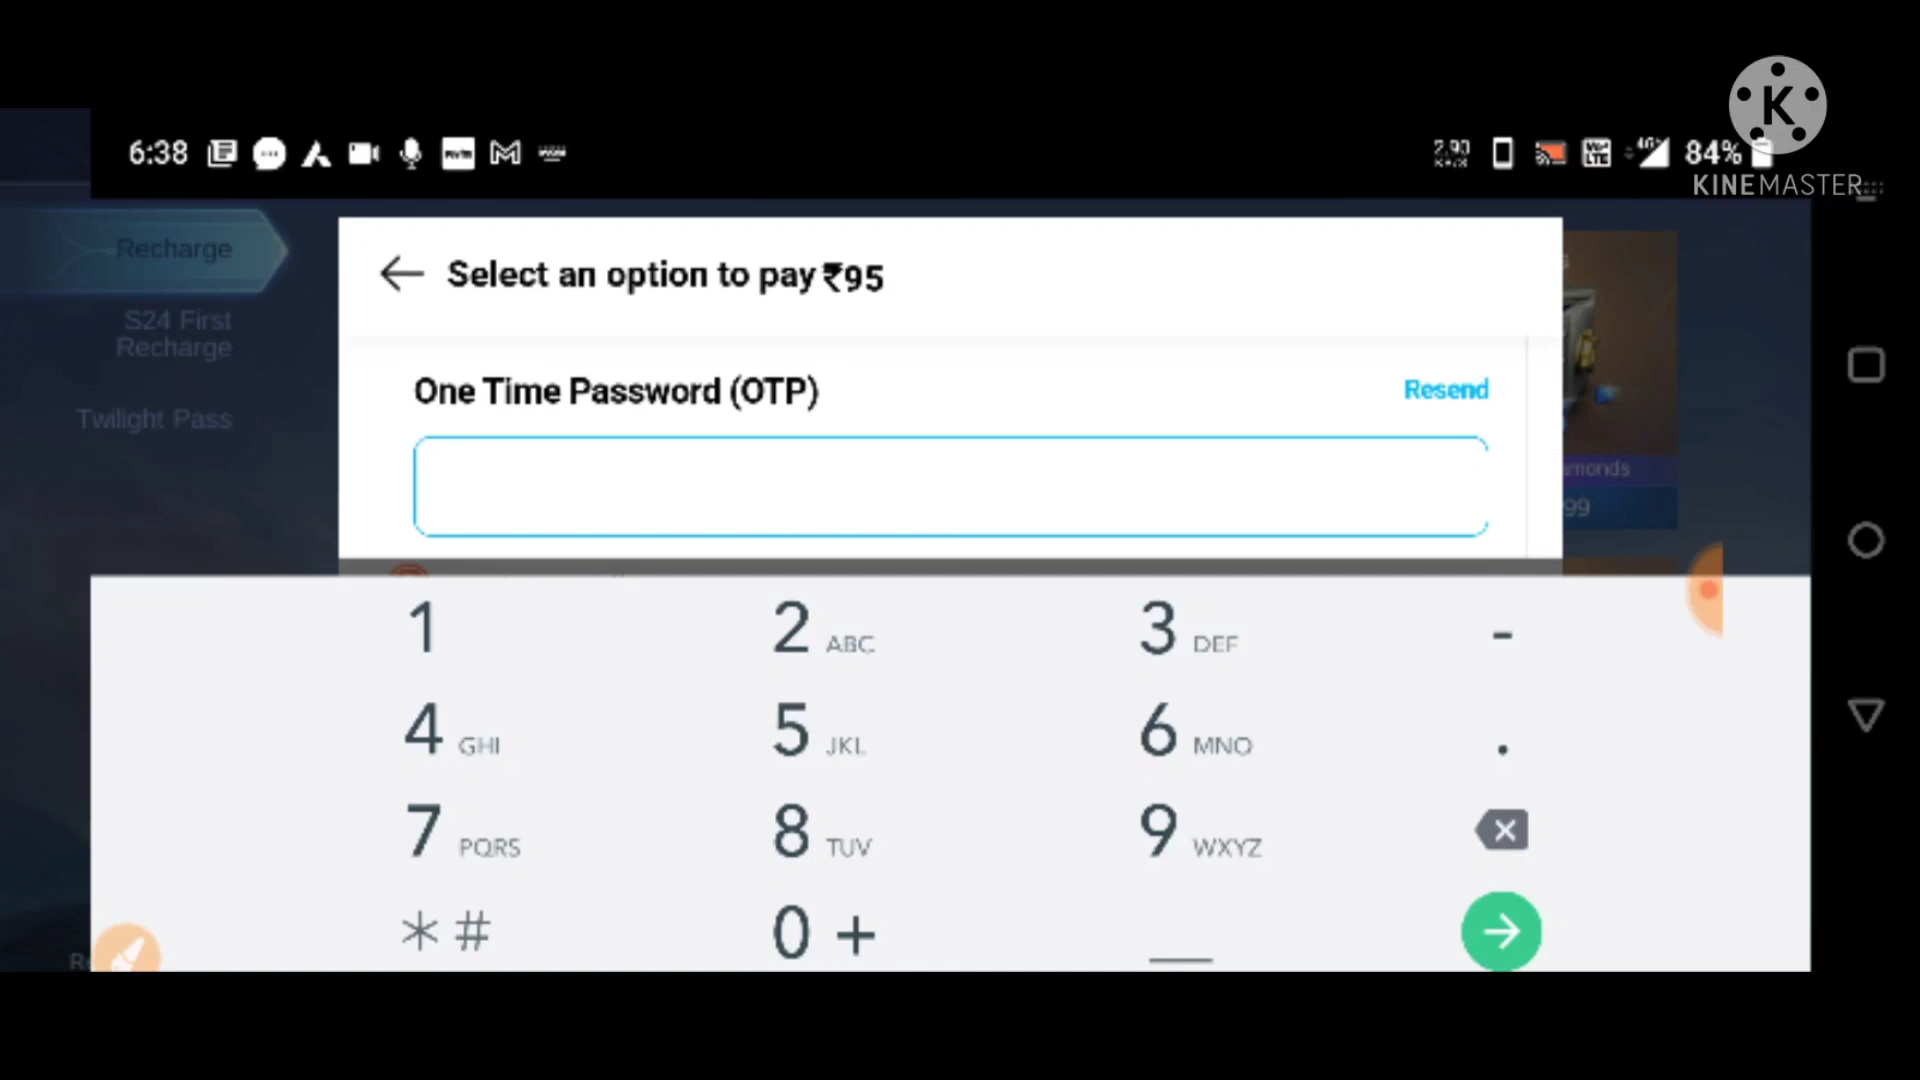 6:38
84%
KINEMASTER
Recharge
S24 First
Recharge
Twilight Pass
Select an option to pay ₹95
One Time Password (OTP)
Resend
monds
99
1
2 ABC
3 DEF
-
4 GHI
5 JKL
6 MNO
.
7 PQRS
8 TUV
9 WXYZ
* #
0 +